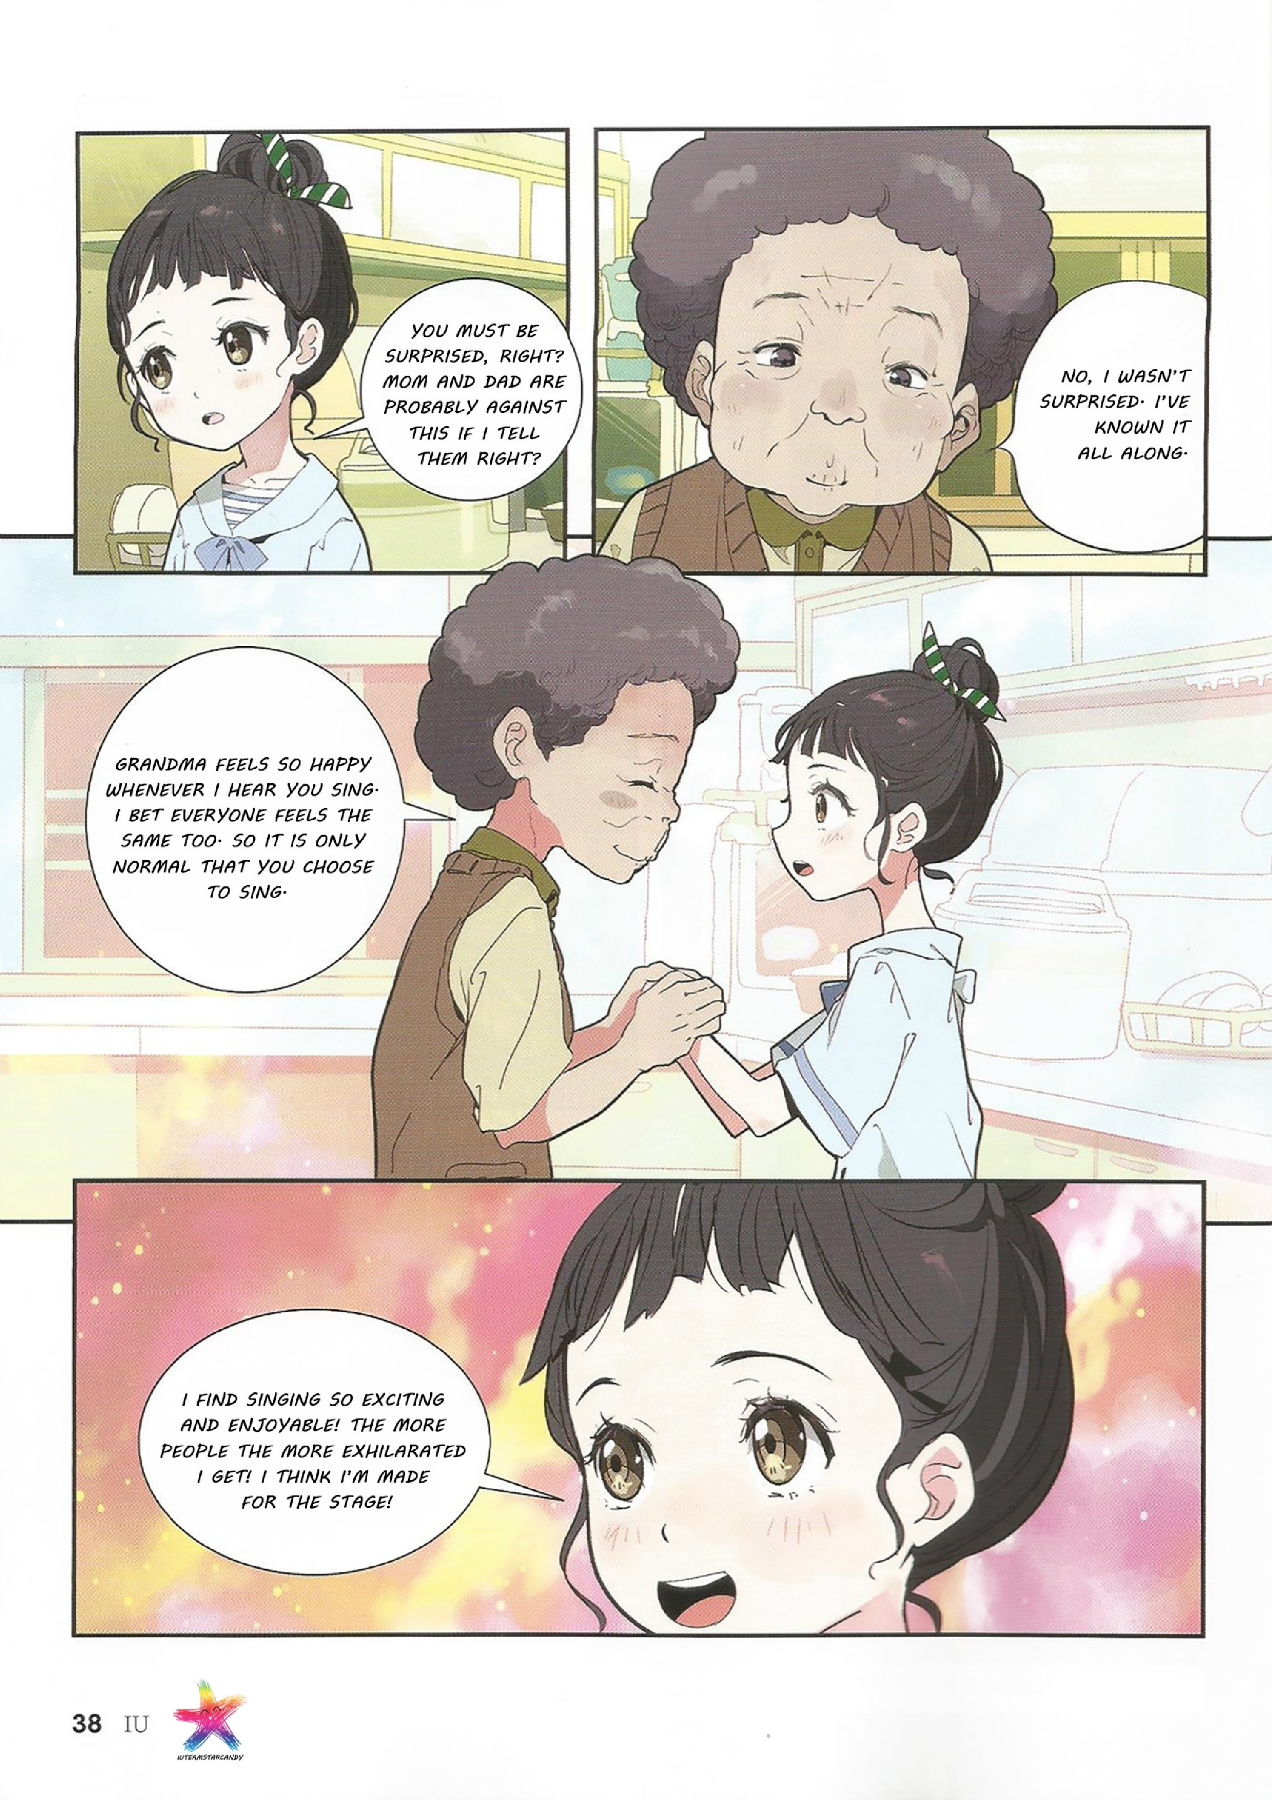 YOU MUST BE
SURPRISED, RIGHT?
MOM AND DAD ARE
PROBABLY AGAINST
THIS IF I TELL
THEM RIGHT?
NO, I WASN'T
SURPRISED. I'VE
KNOWN IT
ALL ALONG.
GRANDMA FEELS SO HAPPY
WHENEVER I HEAR YOU SING.
I BET EVERYONE FEELS THE
SAME TOO. SO IT IS ONLY
NORMAL THAT YOU CHOOSE
TO SING.
I FIND SINGING SO EXCITING
AND ENJOYABLE! THE MORE
PEOPLE THE MORE EXHILARATED
I GET! I THINK I'M MADE
FOR THE STAGE!
38 IU
IUTEAMSTARCANDY